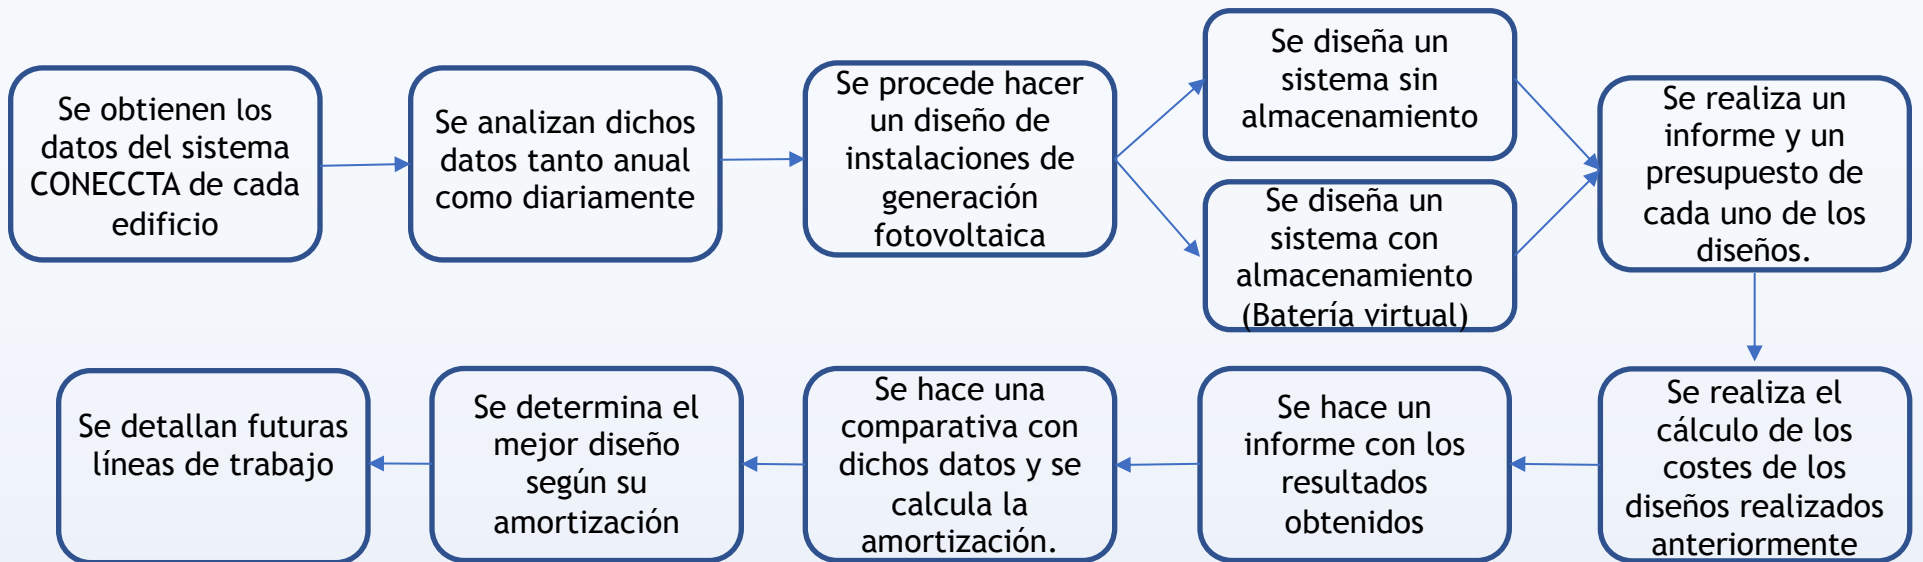 Se obtienen los
datos del sistema
CONECCTA de cada
edificio
Se analizan dichos
datos tanto anual
como diariamente
Se procede hacer
un diseño de
instalaciones de
generación
fotovoltaica
Se diseña un
sistema sin
almacenamiento
Se diseña un
sistema con
almacenamiento
(Batería virtual)
Se realiza un
informe y un
presupuesto de
cada uno de los
diseños.
Se realiza el
cálculo de los
costes de los
diseños realizados
anteriormente
Se hace un
informe con los
resultados
obtenidos
Se hace una
comparativa con
dichos datos y se
calcula la
amortización.
Se determina el
mejor diseño
según su
amortización
Se detallan futuras
líneas de trabajo